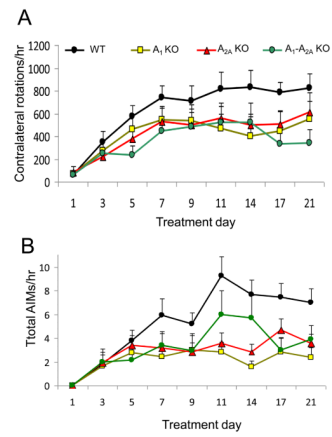 A
WT A1 KO A2A KO A1-A2A KO
1200
1000
800
600
400
200
0
Contralateral rotations/hr
1 3 5 7 9 11 14 17 21
Treatment day
B
10
8
6
4
2
0
Ttotal AIMs/hr
1 3 5 7 9 11 14 17 21
Treatment day